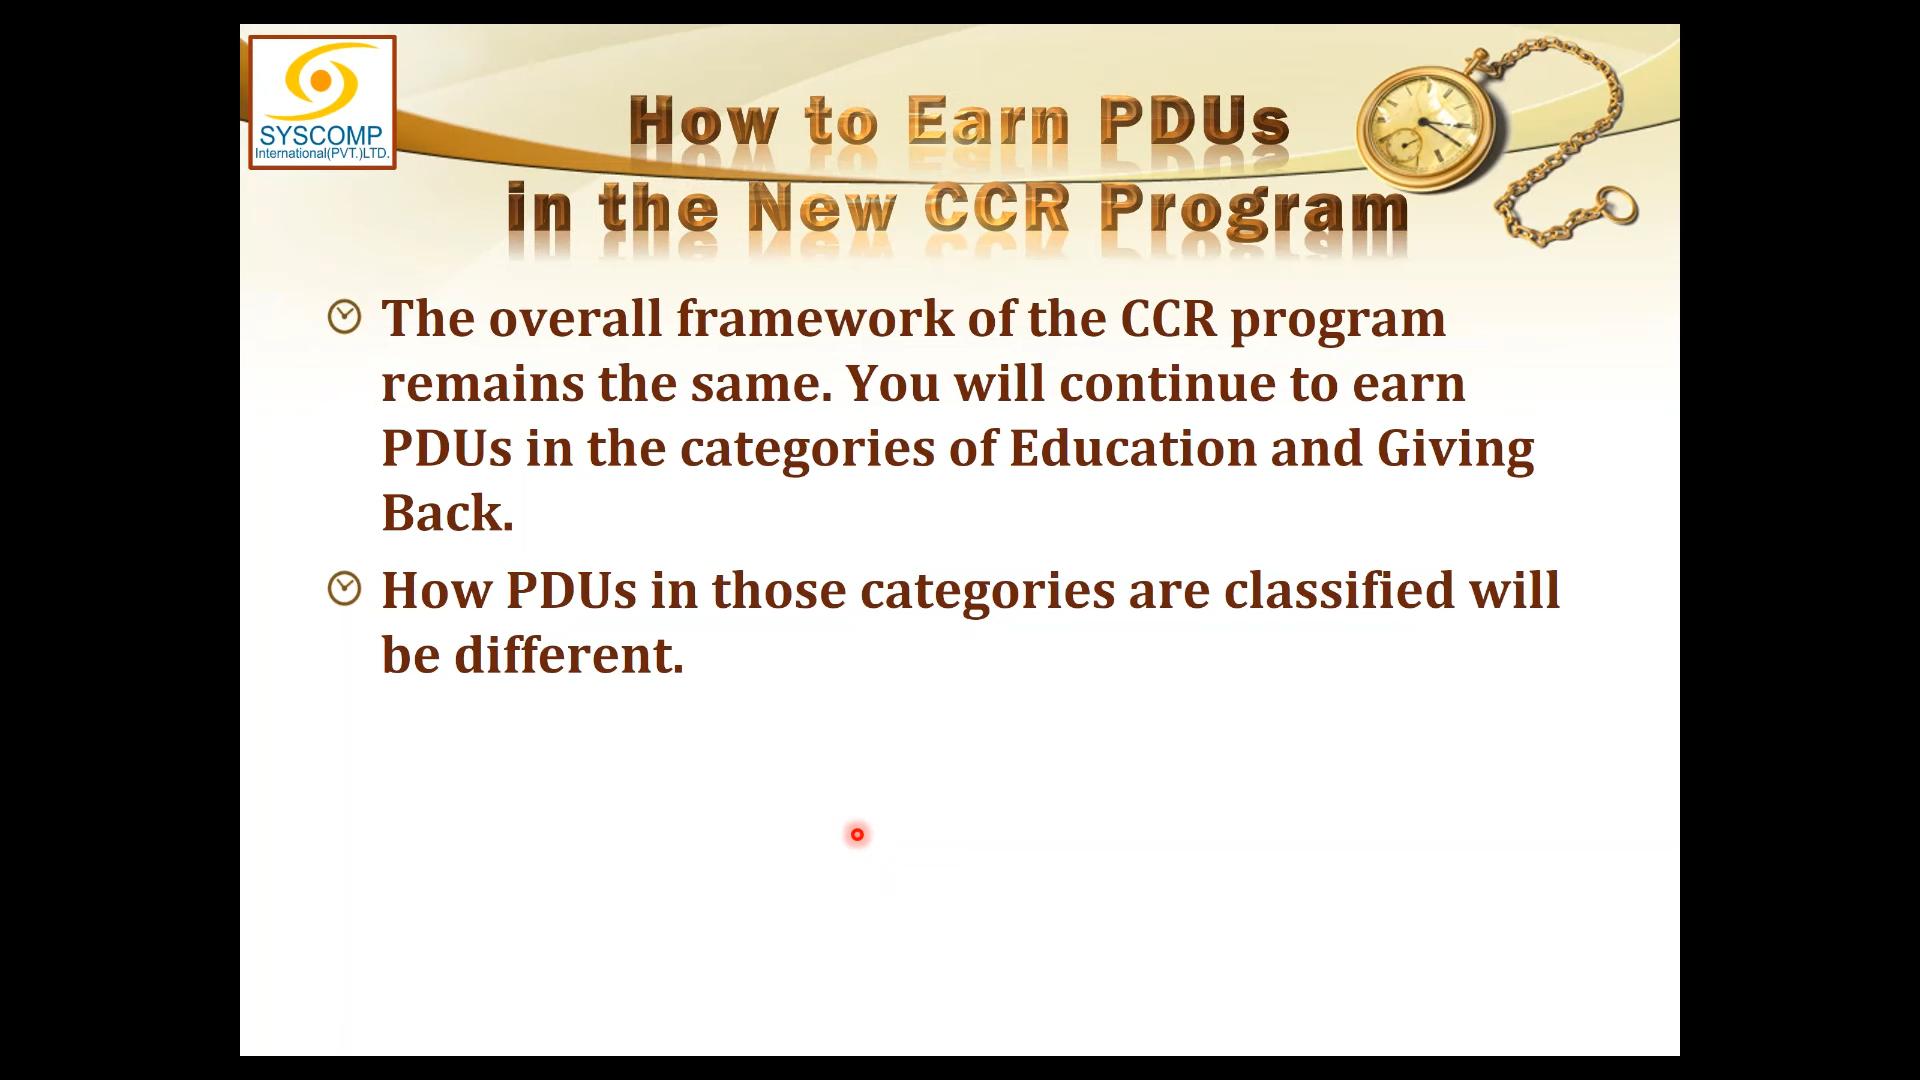 SYSCOMP
International(PVT.)LTD.
How to Earn PDUs
in the New CCR Program
The overall framework of the CCR program
remains the same. You will continue to earn
PDUs in the categories of Education and Giving
Back.
How PDUs in those categories are classified will
be different.